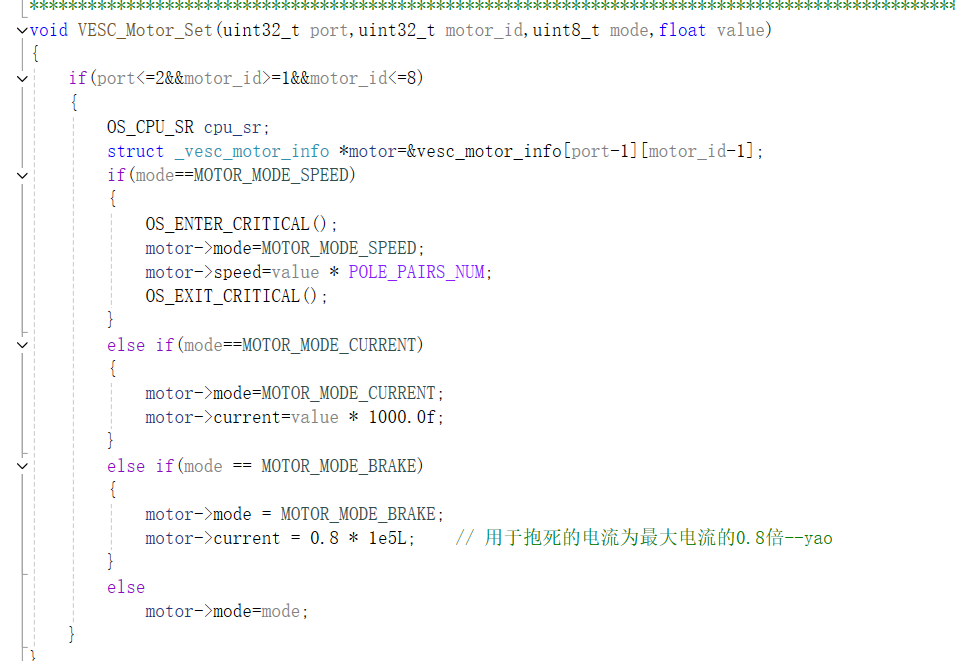 ************************************************************************************************
void VESC_Motor_Set(uint32_t port,uint32_t motor_id,uint8_t mode,float value)
{
if(port<=2&&motor_id>=1&&motor_id<=8)
{
OS_CPU_SR cpu_sr;
struct _vesc_motor_info *motor=&vesc_motor_info[port-1][motor_id-1];
if(mode==MOTOR_MODE_SPEED)
{
OS_ENTER_CRITICAL();
motor->mode=MOTOR_MODE_SPEED;
motor->speed=value * POLE_PAIRS_NUM;
OS_EXIT_CRITICAL();
}
else if(mode==MOTOR_MODE_CURRENT)
{
motor->mode=MOTOR_MODE_CURRENT;
motor->current=value * 1000.0f;
}
else if(mode == MOTOR_MODE_BRAKE)
{
motor->mode = MOTOR_MODE_BRAKE;
motor->current = 0.8 * 1e5L; // 用于抱死的电流为最大电流的0.8倍--yao
}
else
motor->mode=mode;
}
}